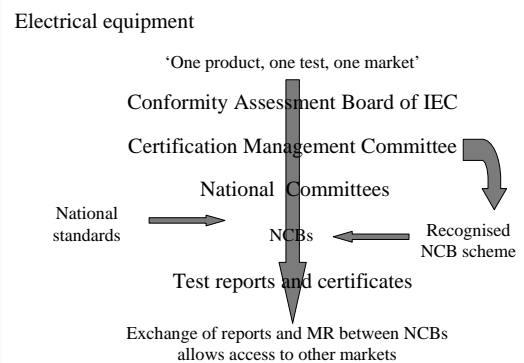 Electrical equipment
‘One product, one test, one market’
Conformity Assessment Board of IEC
Certification Management Committee
National Committees
National
standards
NCBs
Recognised
NCB scheme
Test reports and certificates
Exchange of reports and MR between NCBs
allows access to other markets